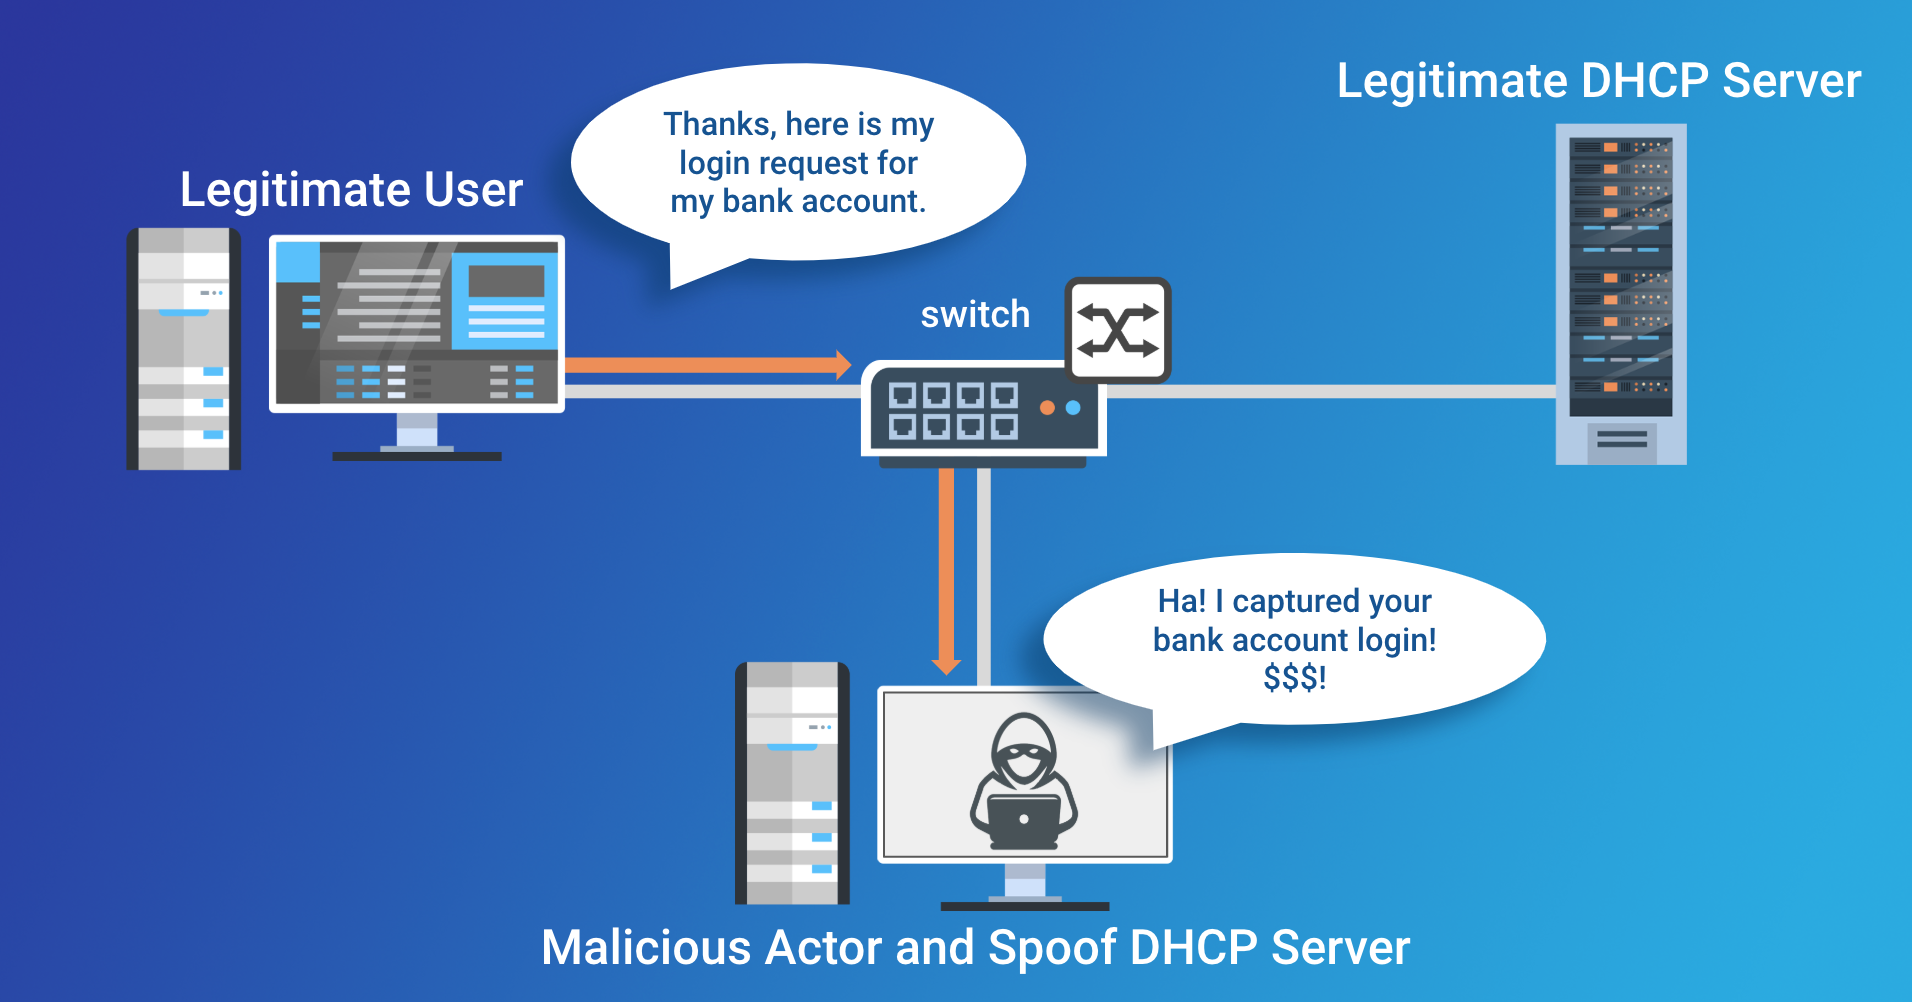 Legitimate DHCP Server
Thanks, here is my
login request for
my bank account.
Legitimate User
switch
Ha! I captured your
bank account login!
$$$!
Malicious Actor and Spoof DHCP Server